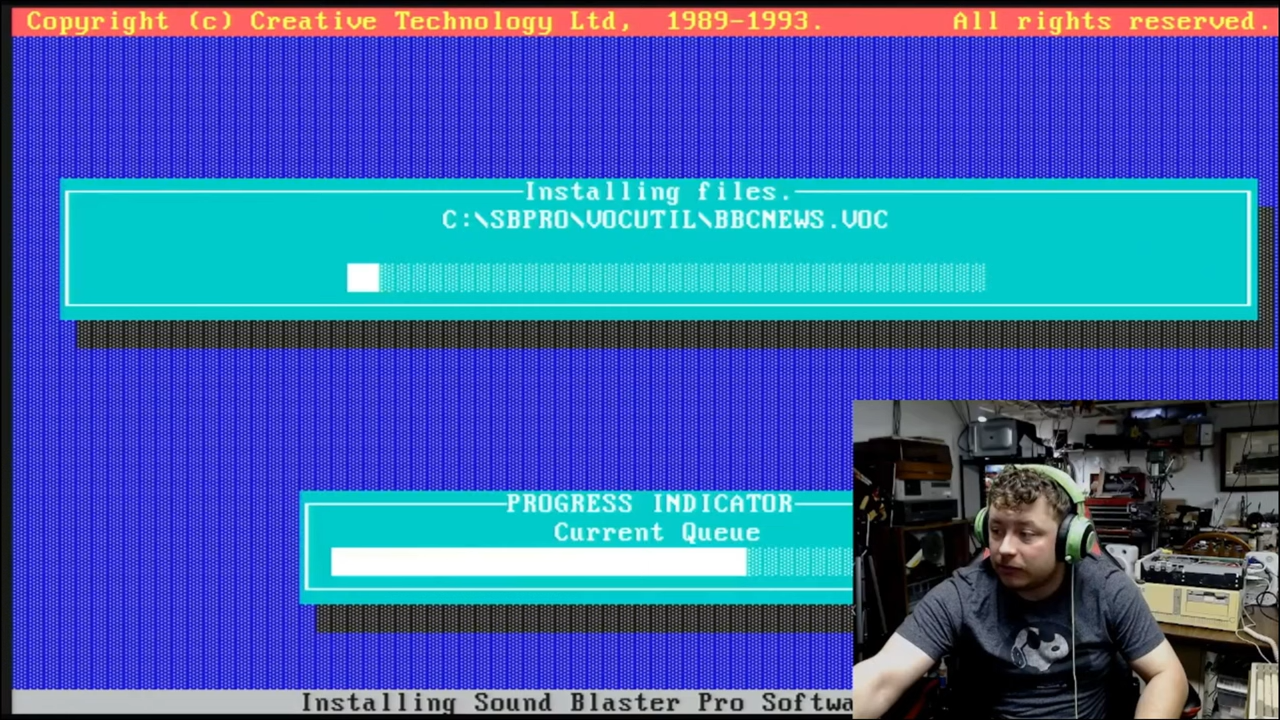 Copyright (c) Creative Technology Ltd, 1989-1993. All rights reserved.
Installing files.
C:\SBPRO\VOCUTIL\BBCNEWS.VOC
PROGRESS INDICATOR
Current Queue
Installing Sound Blaster Pro Softwa